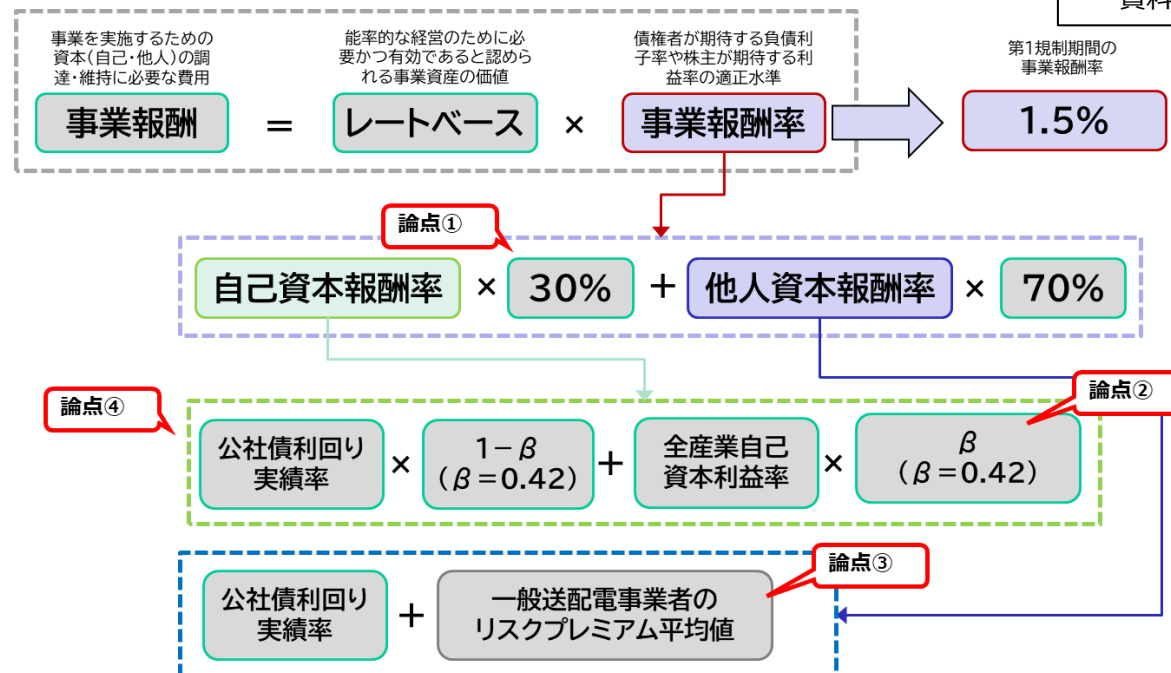 資料
事業を実施するための
資本(自己・他人)の調
達・維持に必要な費用
能率的な経営のために必
要かつ有効であると認めら
れる事業資産の価値
債権者が期待する負債利
子率や株主が期待する利
益率の適正水準
第1規制期間の
事業報酬率
事業報酬 = レートベース × 事業報酬率 1.5%
論点①
自己資本報酬率 × 30% + 他人資本報酬率 × 70%
論点④
論点②
公社債利回り
実績率
×
1-β
(β=0.42)
+
全産業自己
資本利益率
×
β
(β=0.42)
論点③
公社債利回り
実績率
+
一般送配電事業者の
リスクプレミアム平均値